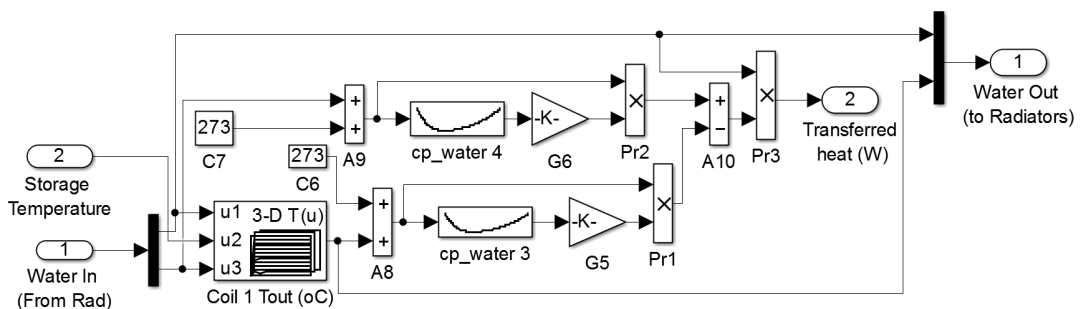 1
Water Out
(to Radiators)
+
+
273
C7
A9
cp_water 4
-K-
G6
×
Pr2
+
−
A10
×
Pr3
2
Transferred
heat (W)
2
Storage
Temperature
273
C6
+
+
A8
cp_water 3
-K-
G5
×
Pr1
1
Water In
(From Rad)
u1
u2
u3
3-D T(u)
Coil 1 Tout (oC)